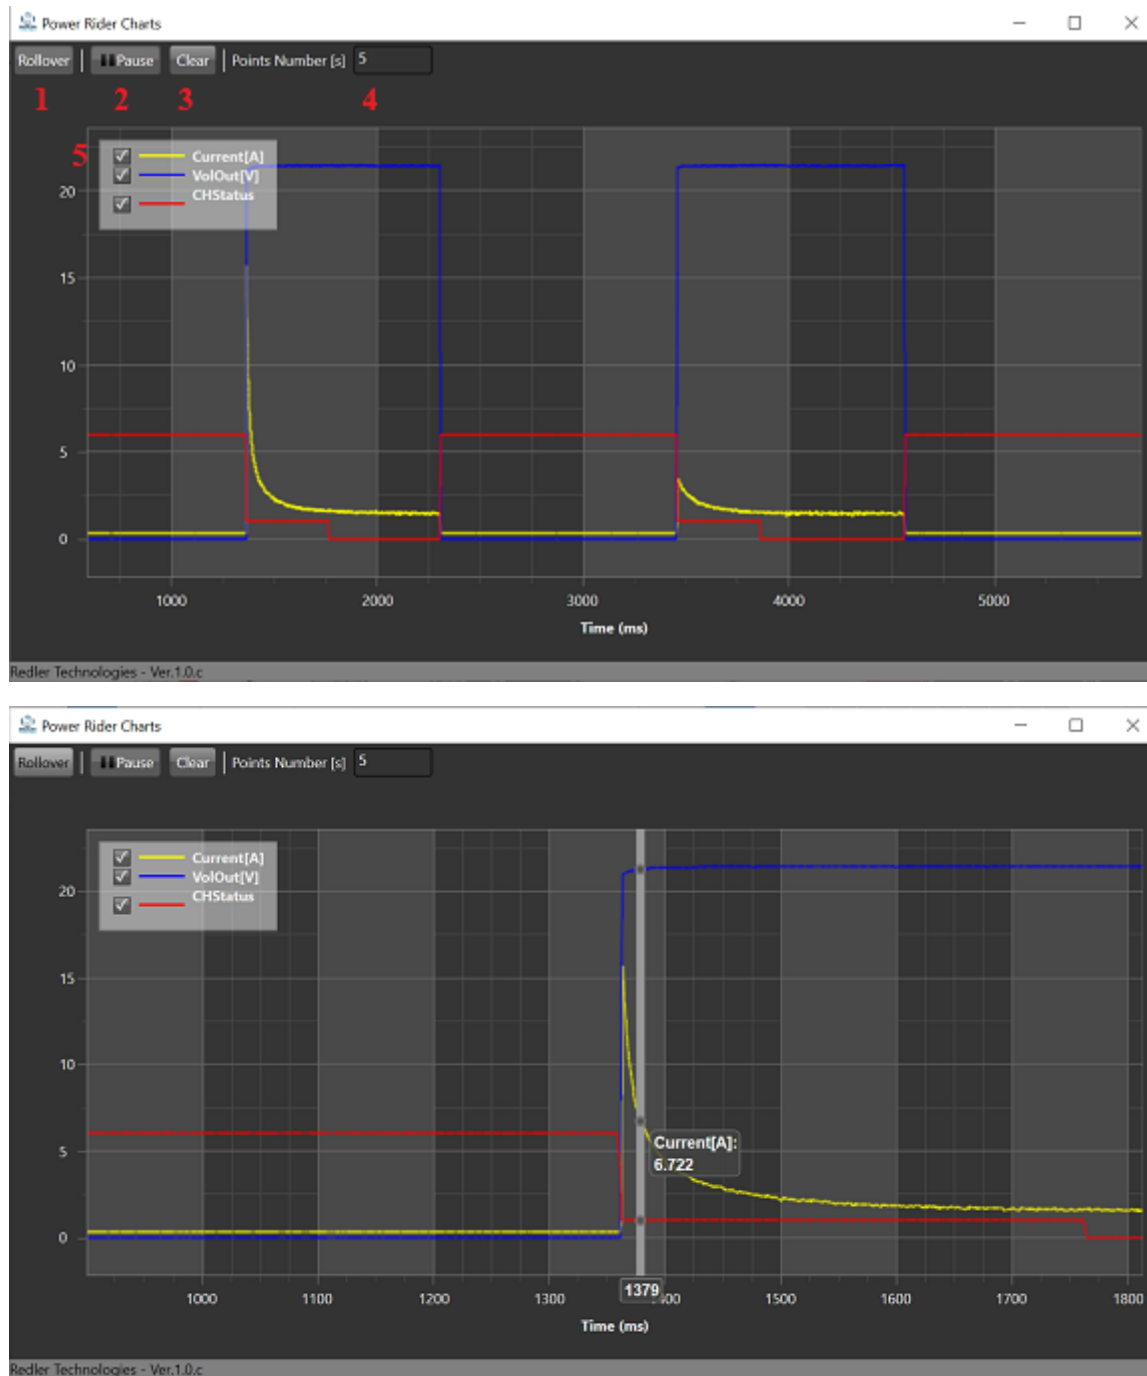 Power Rider Charts
Rollover Pause Clear Points Number [s] 5
1 2 3 4
5
Current[A]
VolOut[V]
CHStatus
20
15
10
5
0
1000 2000 3000 4000 5000
Time (ms)
Redler Technologies - Ver.1.0.c
Power Rider Charts
Rollover Pause Clear Points Number [s] 5
Current[A]
VolOut[V]
CHStatus
20
15
10
5
Current[A]:
6.722
0
1000 1100 1200 1300 1379 1400 1500 1600 1700 1800
Time (ms)
Redler Technologies - Ver.1.0.c